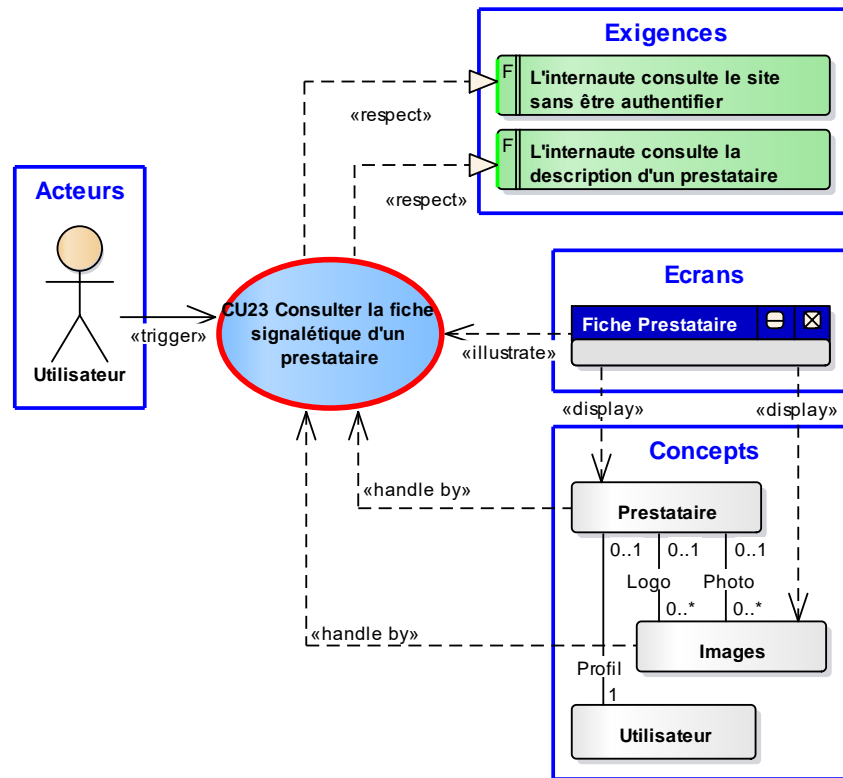 Exigences
F
L'internaute consulte le site
sans être authentifier
«respect»
F
L'internaute consulte la
description d'un prestataire
«respect»
Acteurs
Utilisateur
«trigger»
CU23 Consulter la fiche
signalétique d'un
prestataire
Ecrans
Fiche Prestataire
«illustrate»
«display»
«display»
Concepts
«handle by»
Prestataire
0..1
0..1
0..1
Logo
Photo
0..*
0..*
«handle by»
Images
Profil
1
Utilisateur